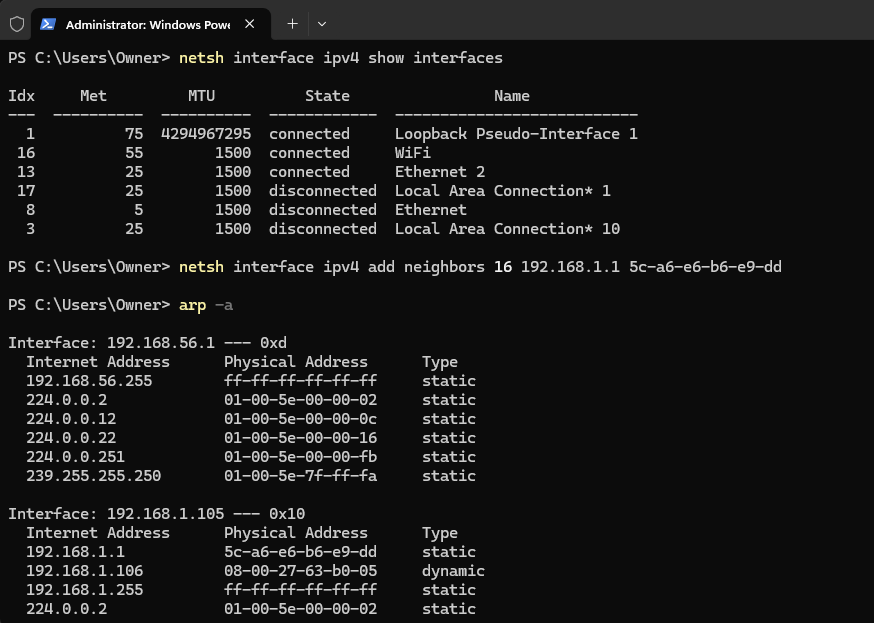 Administrator: Windows Powe
PS C:\Users\Owner> netsh interface ipv4 show interfaces
Idx     Met         MTU          State                Name
---  ----------  ----------  ------------  ---------------------------
  1          75  4294967295  connected     Loopback Pseudo-Interface 1
 16          55        1500  connected     WiFi
 13          25        1500  connected     Ethernet 2
 17          25        1500  disconnected  Local Area Connection* 1
  8           5        1500  disconnected  Ethernet
  3          25        1500  disconnected  Local Area Connection* 10
PS C:\Users\Owner> netsh interface ipv4 add neighbors 16 192.168.1.1 5c-a6-e6-b6-e9-dd
PS C:\Users\Owner> arp -a
Interface: 192.168.56.1 --- 0xd
  Internet Address      Physical Address      Type
  192.168.56.255        ff-ff-ff-ff-ff-ff     static
  224.0.0.2             01-00-5e-00-00-02     static
  224.0.0.12            01-00-5e-00-00-0c     static
  224.0.0.22            01-00-5e-00-00-16     static
  224.0.0.251           01-00-5e-00-00-fb     static
  239.255.255.250       01-00-5e-7f-ff-fa     static
Interface: 192.168.1.105 --- 0x10
  Internet Address      Physical Address      Type
  192.168.1.1           5c-a6-e6-b6-e9-dd     static
  192.168.1.106         08-00-27-63-b0-05     dynamic
  192.168.1.255         ff-ff-ff-ff-ff-ff     static
  224.0.0.2             01-00-5e-00-00-02     static